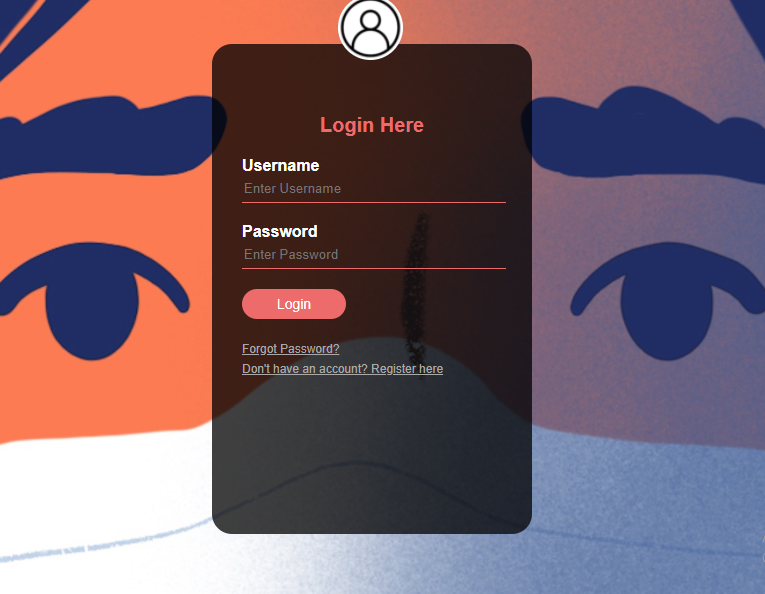 Login Here
Username
Enter Username
Password
Enter Password
Login
Forgot Password?
Don't have an account? Register here